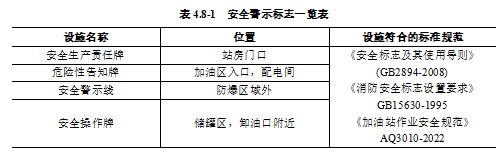 表 4.8-1 安全警示标志一览表
设施名称 位置 设施符合的标准规范
安全生产责任牌 站房门口
危险性告知牌 加油区入口，配电间
安全警示线 防爆区域外
安全操作牌 储罐区，卸油口附近
《安全标志及其使用导则》
(GB2894-2008)
《消防安全标志设置要求》
GB15630-1995
《加油站作业安全规范》
AQ3010-2022